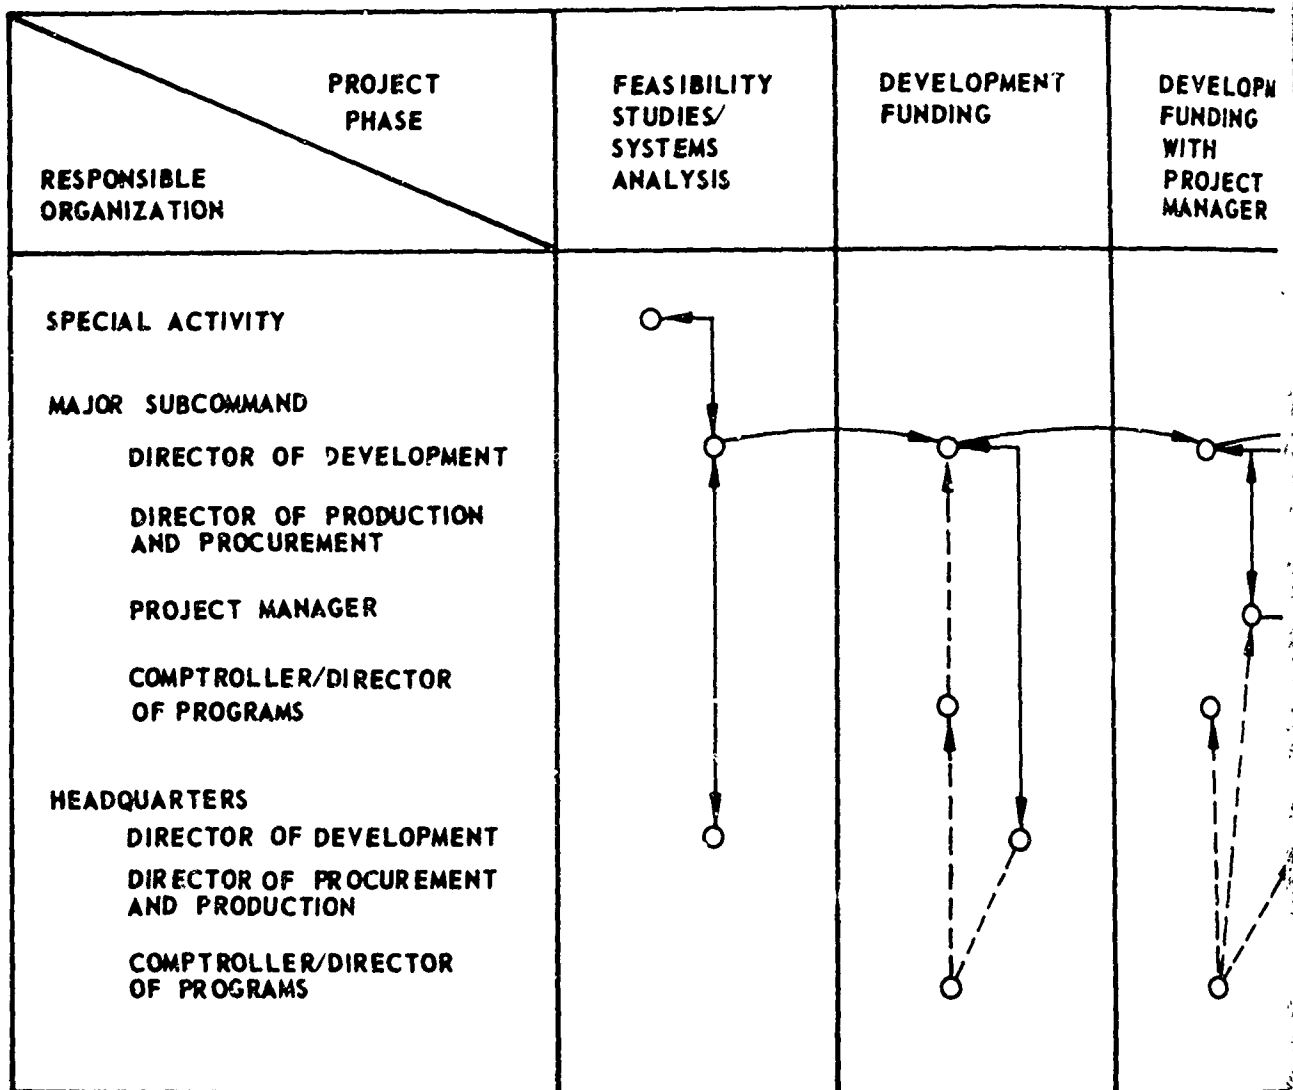 PROJECT
PHASE
RESPONSIBLE
ORGANIZATION
FEASIBILITY
STUDIES/
SYSTEMS
ANALYSIS
DEVELOPMENT
FUNDING
DEVELOPM
FUNDING
WITH
PROJECT
MANAGER
SPECIAL ACTIVITY
MAJOR SUBCOMMAND
DIRECTOR OF DEVELOPMENT
DIRECTOR OF PRODUCTION
AND PROCUREMENT
PROJECT MANAGER
COMPTROLLER/DIRECTOR
OF PROGRAMS
HEADQUARTERS
DIRECTOR OF DEVELOPMENT
DIRECTOR OF PROCUREMENT
AND PRODUCTION
COMPTROLLER/DIRECTOR
OF PROGRAMS